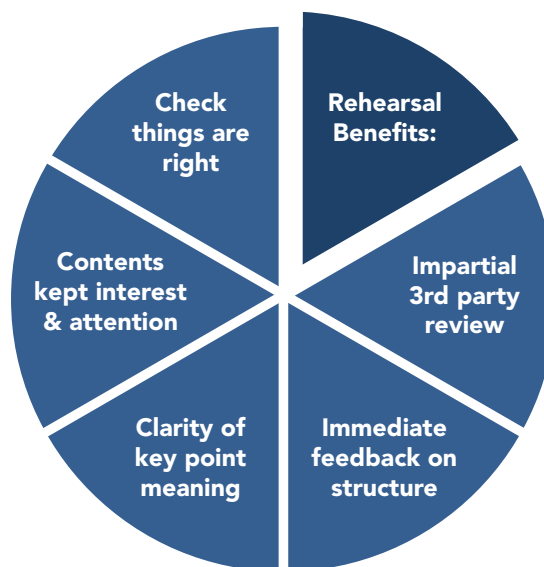 Rehearsal
Benefits:
Impartial
3rd party
review
Immediate
feedback on
structure
Clarity of
key point
meaning
Contents
kept interest
& attention
Check
things are
right